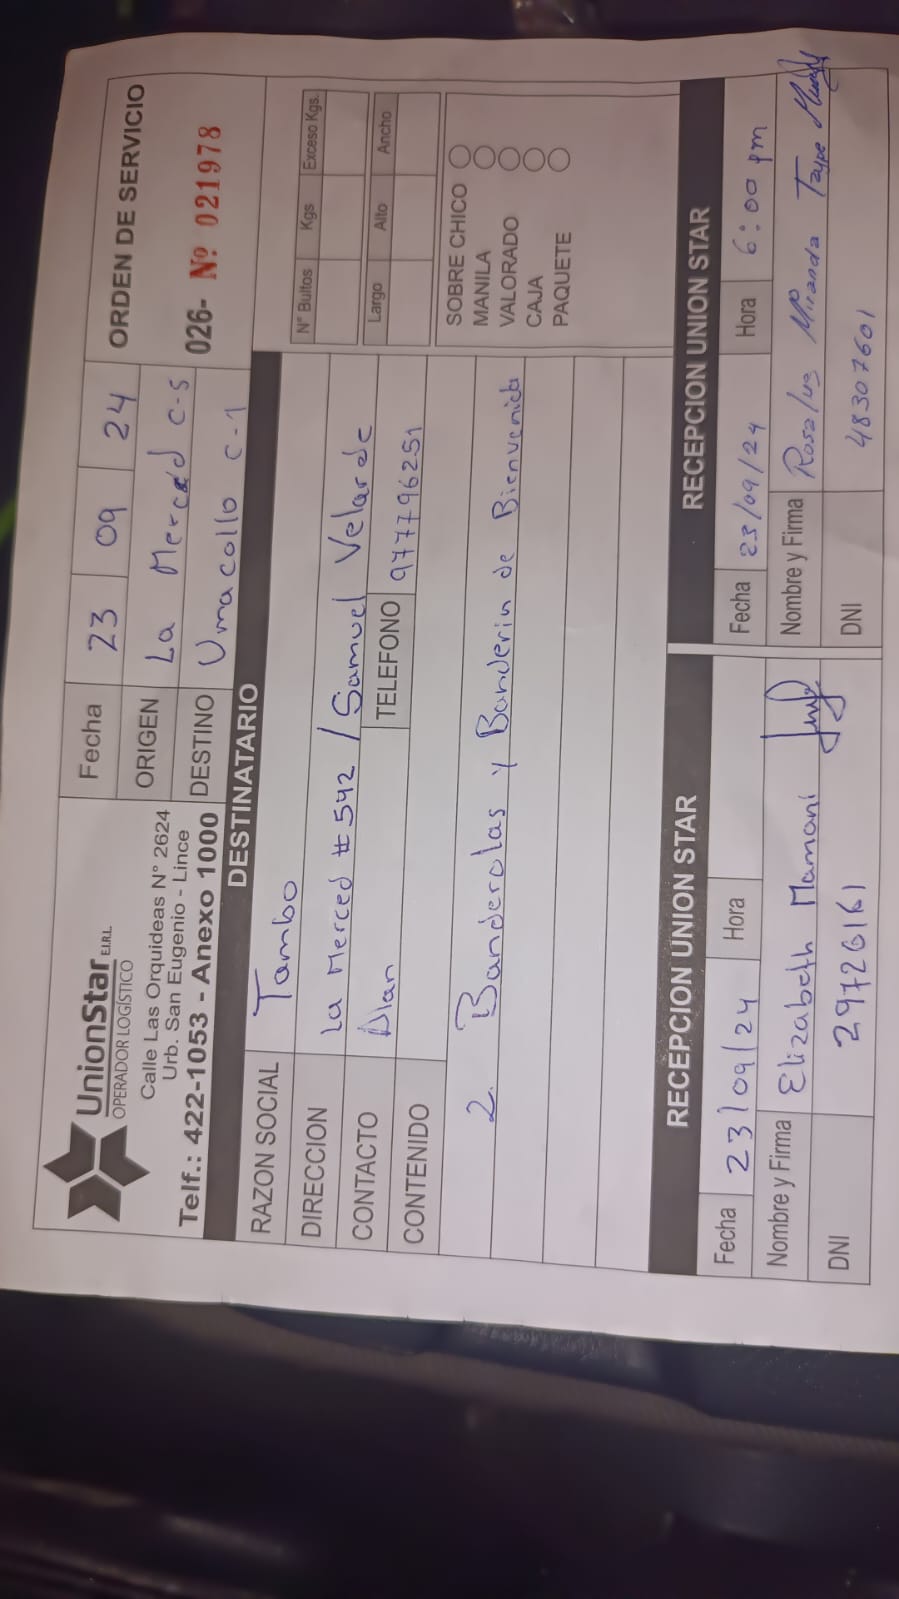 UnionStar E.I.R.L.
OPERADOR LOGÍSTICO
Calle Las Orquideas N° 2624
Urb. San Eugenio - Lince
Telf.: 422-1053 - Anexo 1000
Fecha 23 09 24
ORIGEN La Merced C-5
DESTINO Umacollo C-1
ORDEN DE SERVICIO
026- Nº 021978
DESTINATARIO
RAZON SOCIAL Tambo
DIRECCION La Merced # 542 / Samuel Velarde
CONTACTO Alan TELEFONO 977796251
CONTENIDO
2 Banderolas y Banderin de Bienvenida
N° Bultos Kgs Exceso Kgs.
Largo Alto Ancho
SOBRE CHICO
MANILA
VALORADO
CAJA
PAQUETE
RECEPCION UNION STAR
Fecha 23/09/24 Hora
Nombre y Firma Elizabeth Mamani
DNI 29726161
RECEPCION UNION STAR
Fecha 23/09/24 Hora 6:00 pm
Nombre y Firma Rosaluz Miranda Taype
DNI 48307601